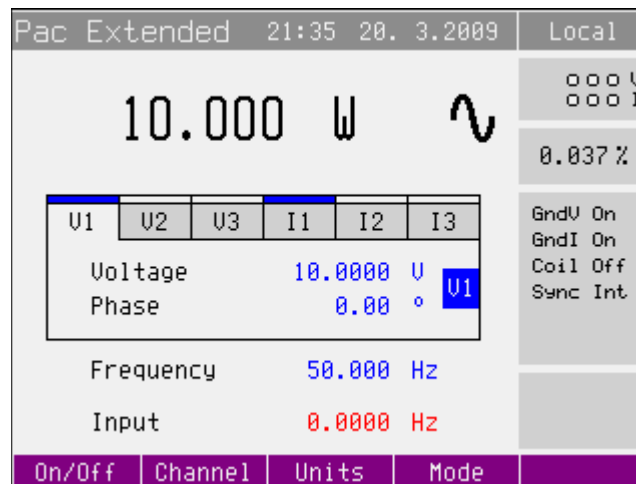 Pac Extended 21:35 20. 3.2009 Local
ooo V
ooo I
10.000 W
0.037%
V1 V2 V3 I1 I2 I3
GndV On
GndI On
Coil Off
Sync Int
Voltage 10.0000 V
V1
Phase 0.00 °
Frequency 50.000 Hz
Input 0.0000 Hz
On/Off Channel Units Mode